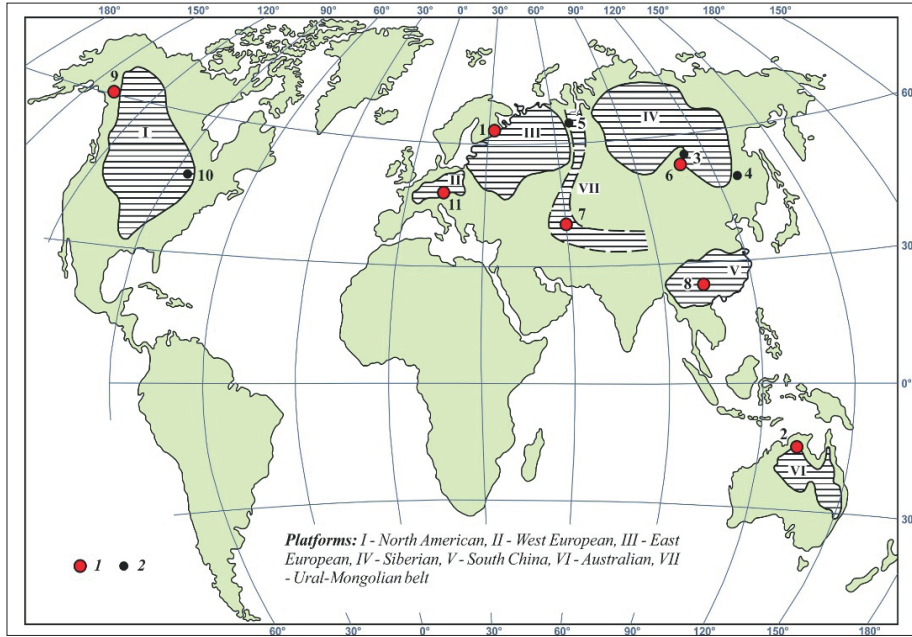 180° 150° 120° 90° 60° 30° 0° 30° 60° 90° 120° 150° 180° 150°
60°
30°
0°
30°
9
I
10
1
III
5
II
11
VII
7
IV
3
6
4
V
8
2
VI
Platforms: I - North American, II - West European, III - East
European, IV - Siberian, V - South China, VI - Australian, VII
- Ural-Mongolian belt
1 2
60° 30° 0° 30° 60° 90° 120° 150° 180°